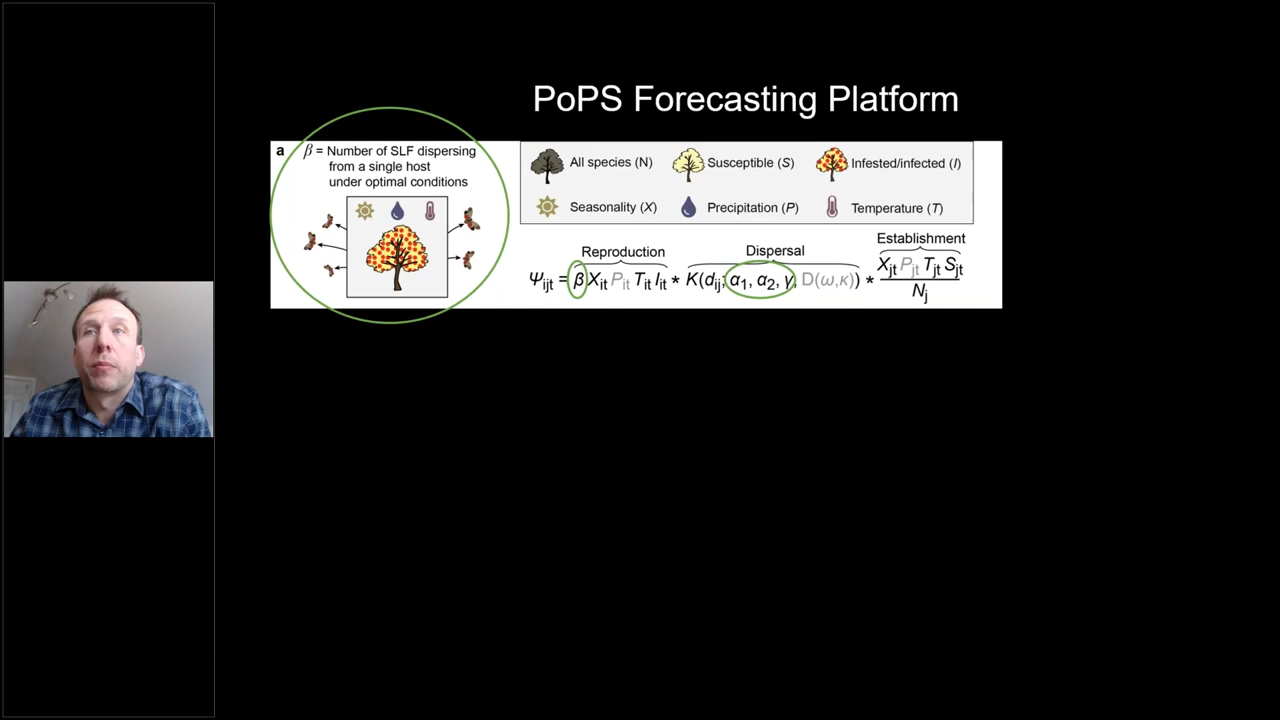 PoPS Forecasting Platform
a β = Number of SLF dispersing
from a single host
under optimal conditions
All species (N) Susceptible (S) Infested/infected (I)
Seasonality (X) Precipitation (P) Temperature (T)
Reproduction Dispersal Establishment
Ψijt = β Xit Pit Tit Iit * K(dij; α1, α2, γ, D(ω,κ)) * Xjt Pjt Tjt Sjt
Nj